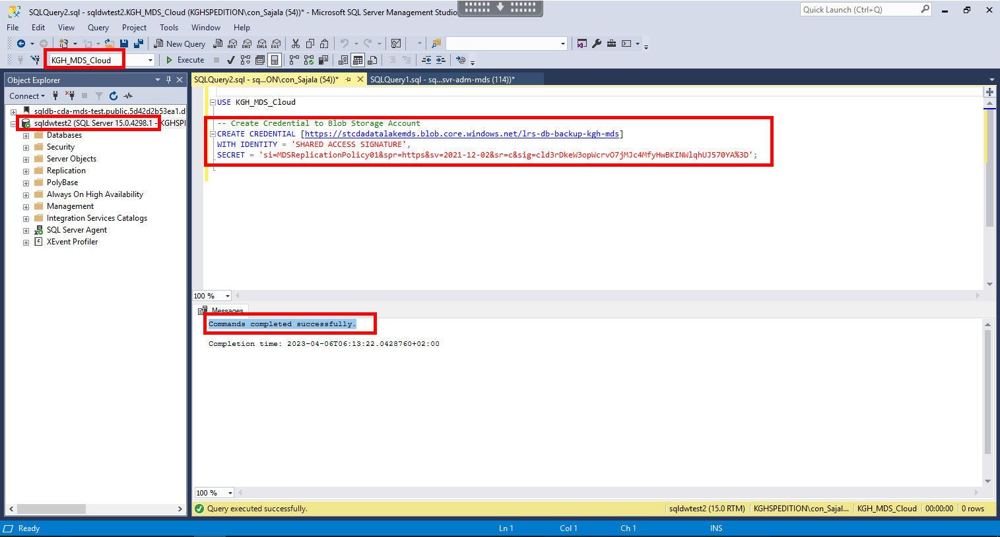 SQLQuery2.sql - sqldwtest2.KGH_MDS_Cloud (KGHSPEDITION\con_Sajala (54))* - Microsoft SQL Server Management Studio
Quick Launch (Ctrl+Q)
File Edit View Query Project Tools Window Help
New Query MDX DMX XMLA DAX
KGH_MDS_Cloud
Execute
Object Explorer
Connect
sqldb-cda-mds-test.public.5d42d2b53ea1.d
sqldwtest2 (SQL Server 15.0.4298.1 - KGHSPI
Databases
Security
Server Objects
Replication
PolyBase
Always On High Availability
Management
Integration Services Catalogs
SQL Server Agent
XEvent Profiler
SQLQuery2.sql - sq...ON\con_Sajala (54))*
SQLQuery1.sql - sq...svr-adm-mds (114))*
USE KGH_MDS_Cloud
-- Create Credential to Blob Storage Account
CREATE CREDENTIAL [https://stcdadatalakemds.blob.core.windows.net/lrs-db-backup-kgh-mds]
WITH IDENTITY = 'SHARED ACCESS SIGNATURE',
SECRET = 'si=MDSReplicationPolicy01&spr=https&sv=2021-12-02&sr=c&sig=cld3rDkeW3opWcrvO7jMJc4MfyHwBKINWlqhUJ570YA%3D';
100 %
Messages
Commands completed successfully.
Completion time: 2023-04-06T06:13:22.0428760+02:00
100 %
Query executed successfully.
sqldwtest2 (15.0 RTM)
KGHSPEDITION\con_Sajal...
KGH_MDS_Cloud
00:00:00
0 rows
Ready
Ln 1
Col 1
Ch 1
INS